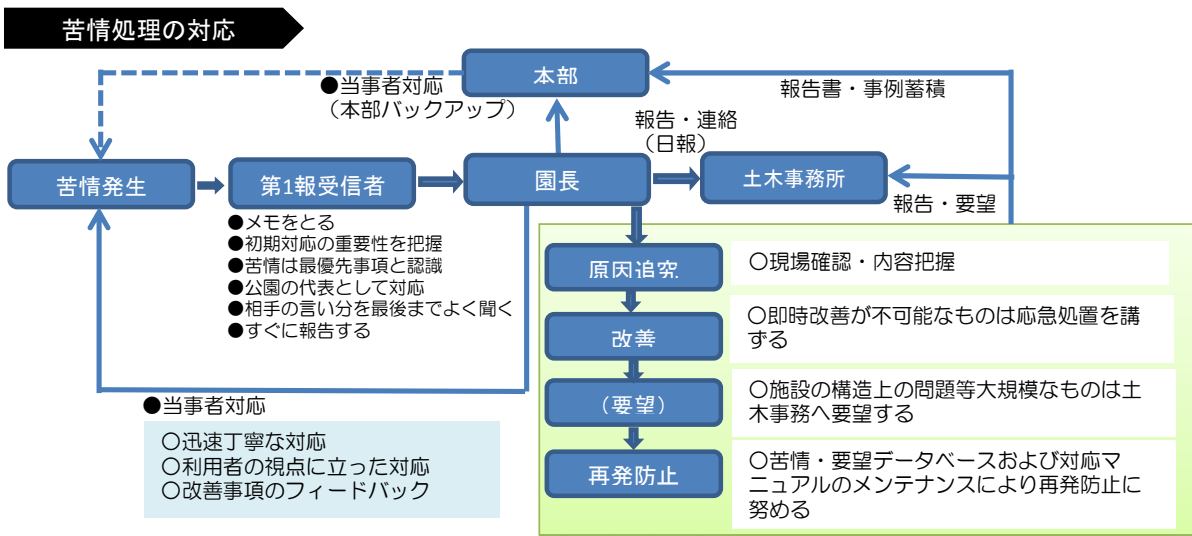 苦情処理の対応
本部
●当事者対応
(本部バックアップ)
報告書・事例蓄積
報告・連絡
(日報)
苦情発生
第1報受信者
園長
土木事務所
報告・要望
●メモをとる
●初期対応の重要性を把握
●苦情は最優先事項と認識
●公園の代表として対応
●相手の言い分を最後までよく聞く
●すぐに報告する
原因追究
○現場確認・内容把握
改善
○即時改善が不可能なものは応急処置を講
ずる
(要望)
○施設の構造上の問題等大規模なものは土
木事務へ要望する
再発防止
○苦情・要望データベースおよび対応マ
ニュアルのメンテナンスにより再発防止に
努める
●当事者対応
○迅速丁寧な対応
○利用者の視点に立った対応
○改善事項のフィードバック